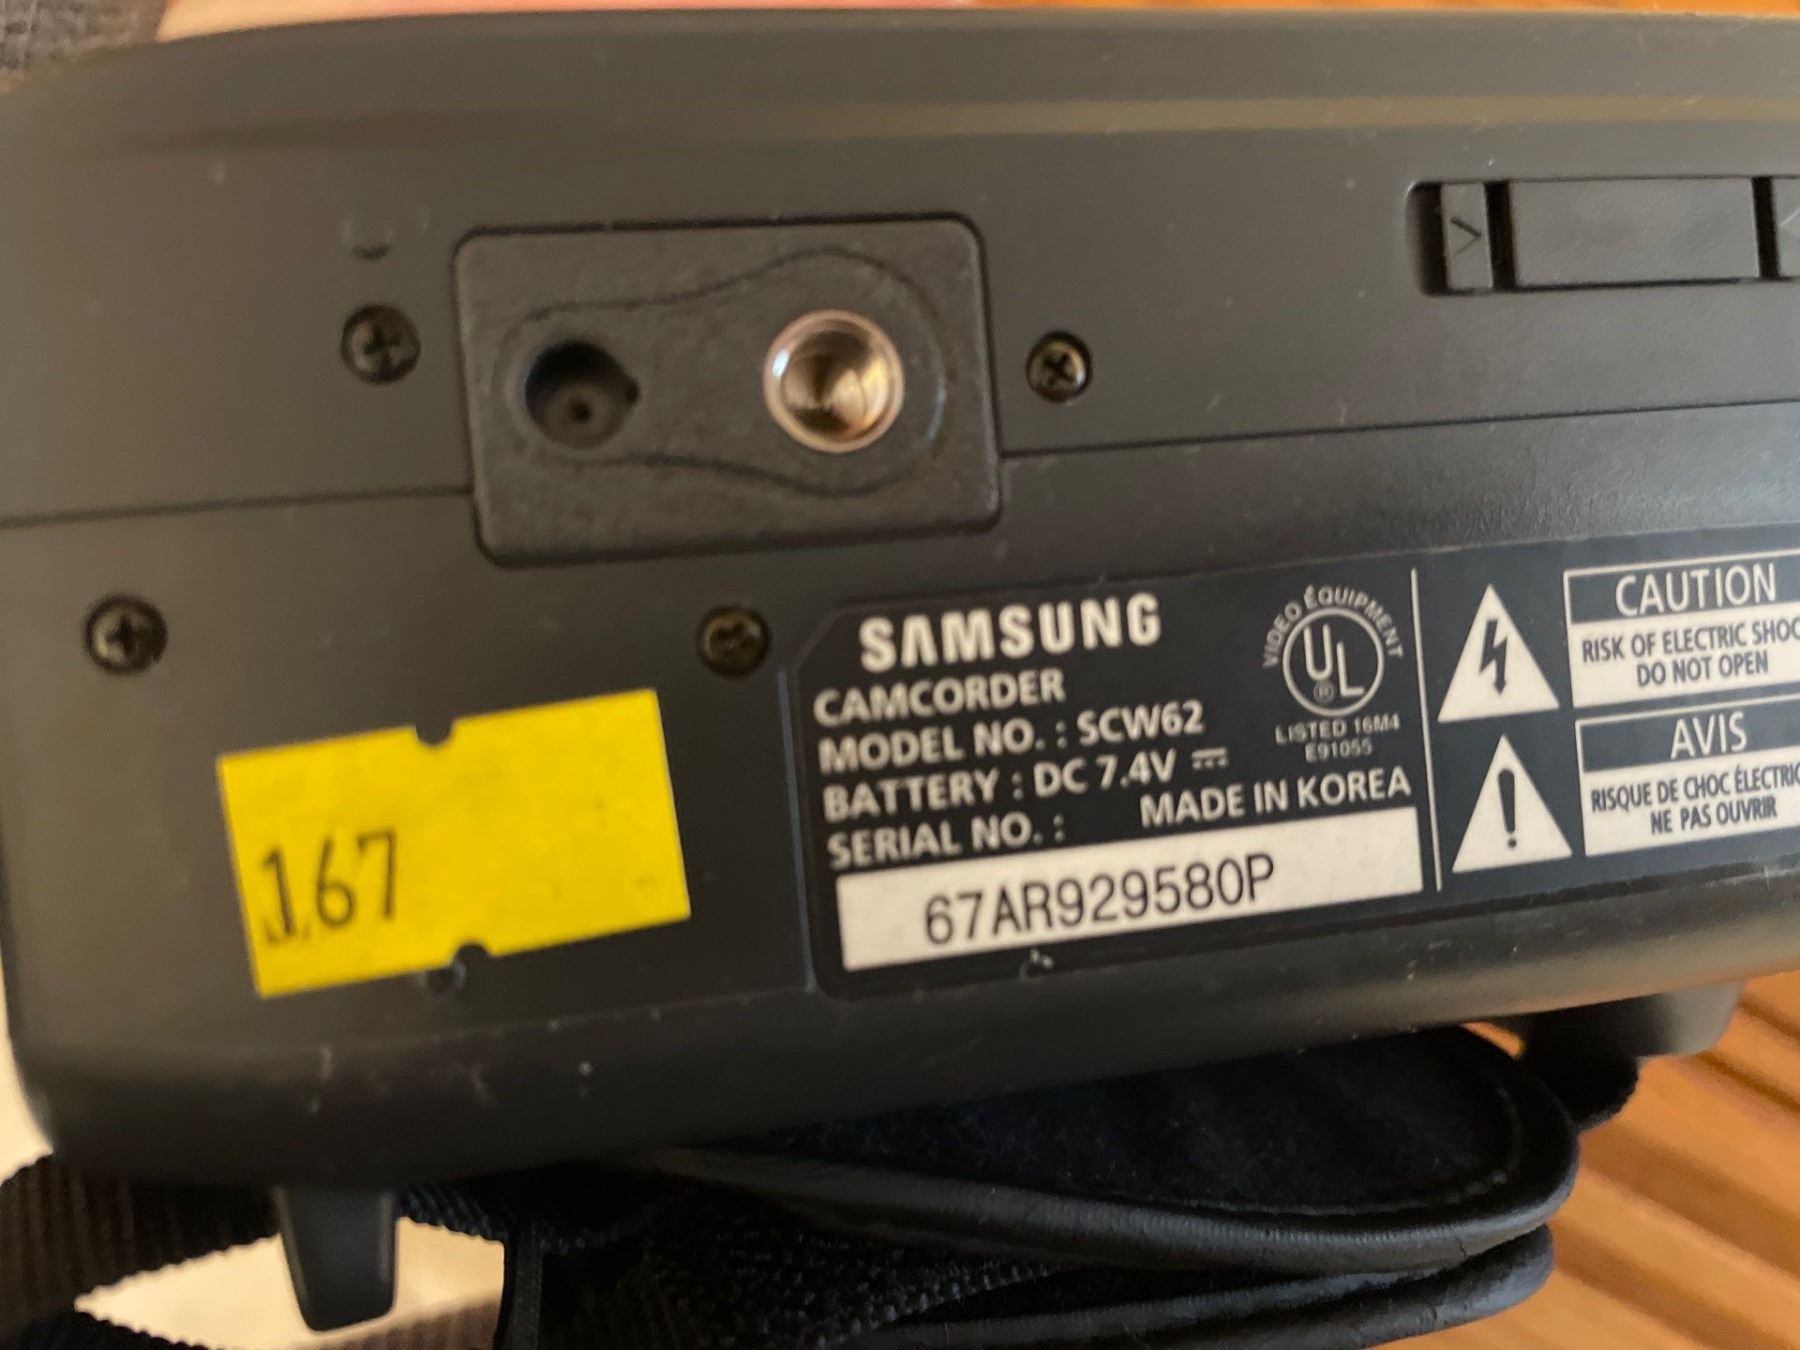 SAMSUNG
CAMCORDER
MODEL NO. : SCW62
BATTERY : DC 7.4V
SERIAL NO. :
MADE IN KOREA
67AR929580P
VIDEO EQUIPMENT
UL
®
LISTED 16M4
E91055
CAUTION
RISK OF ELECTRIC SHOC
DO NOT OPEN
AVIS
RISQUE DE CHOC ÉLECTRIC
NE PAS OUVRIR
167